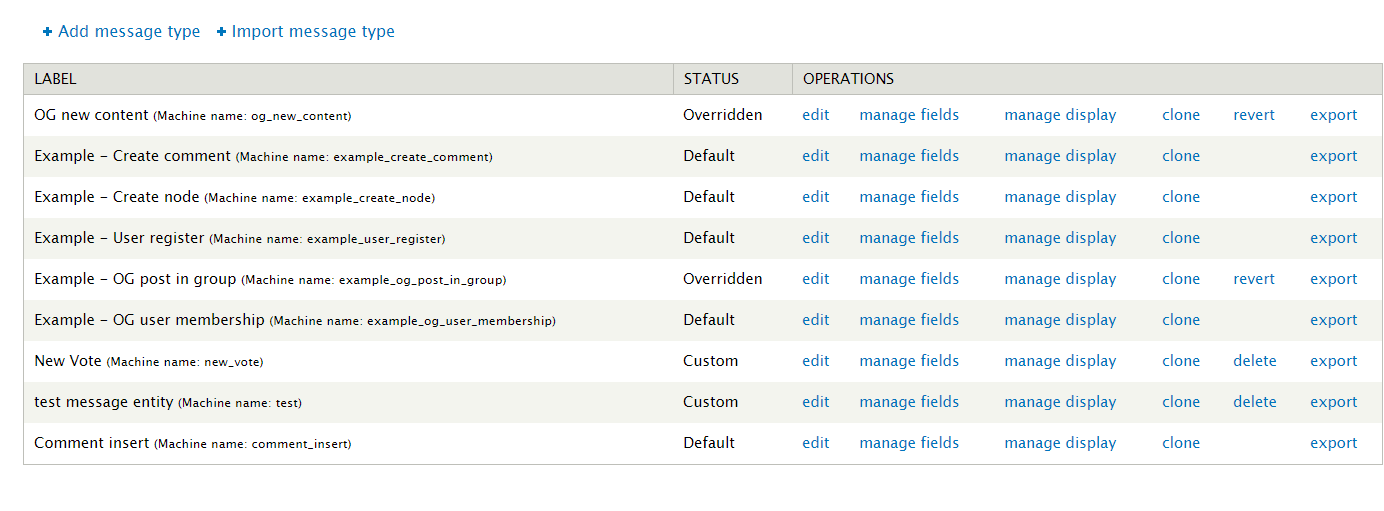 Add message type Import message type
LABEL STATUS OPERATIONS
OG new content (Machine name: og_new_content) Overridden edit manage fields manage display clone revert export
Example - Create comment (Machine name: example_create_comment) Default edit manage fields manage display clone export
Example - Create node (Machine name: example_create_node) Default edit manage fields manage display clone export
Example - User register (Machine name: example_user_register) Default edit manage fields manage display clone export
Example - OG post in group (Machine name: example_og_post_in_group) Overridden edit manage fields manage display clone revert export
Example - OG user membership (Machine name: example_og_user_membership) Default edit manage fields manage display clone export
New Vote (Machine name: new_vote) Custom edit manage fields manage display clone delete export
test message entity (Machine name: test) Custom edit manage fields manage display clone delete export
Comment insert (Machine name: comment_insert) Default edit manage fields manage display clone export